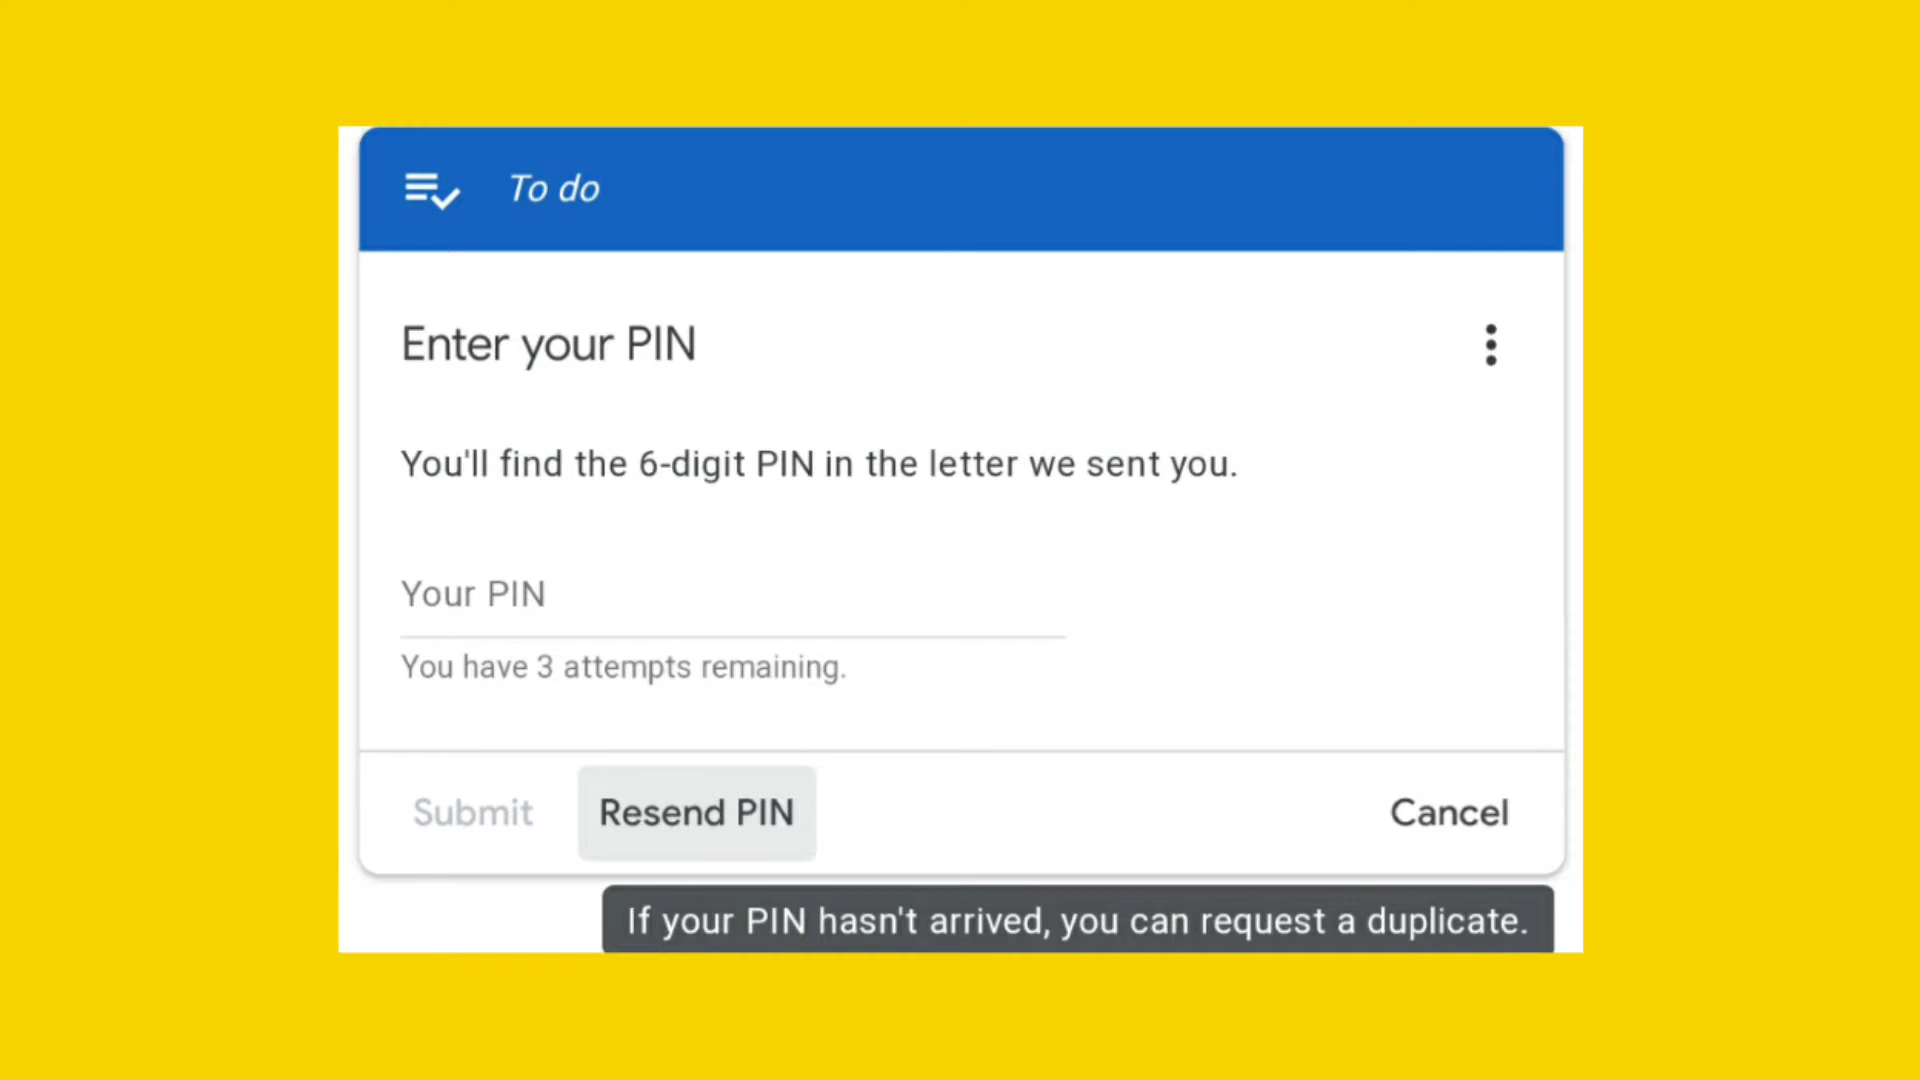 To do
Enter your PIN
You'll find the 6-digit PIN in the letter we sent you.
Your PIN
You have 3 attempts remaining.
Submit
Resend PIN
Cancel
If your PIN hasn't arrived, you can request a duplicate.